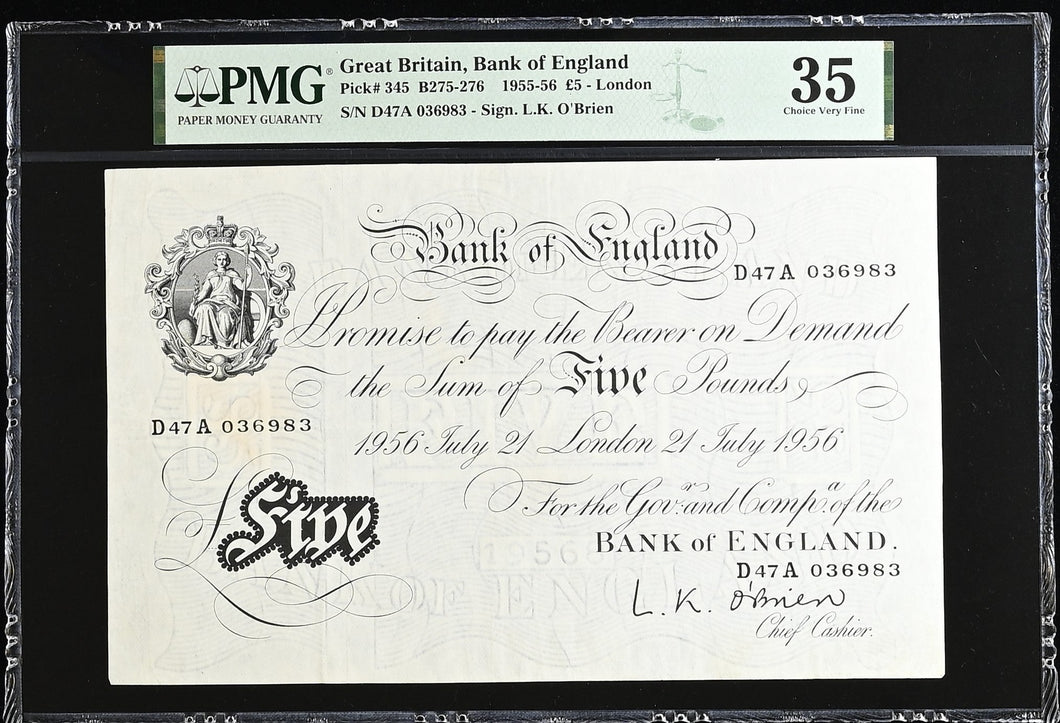 PMG®
PAPER MONEY GUARANTY
Great Britain, Bank of England
Pick# 345 B275-276 1955-56 £5 - London
S/N D47A 036983 - Sign. L.K. O'Brien
35
Choice Very Fine
Bank of England
D47A 036983
I Promise to pay the Bearer on Demand
the Sum of Five Pounds
D47A 036983
1956 July 21 London 21 July 1956
£Five
For the Govr. and Compa. of the
BANK of ENGLAND.
D47A 036983
L. K. O'Brien
Chief Cashier.
1956
OF EN